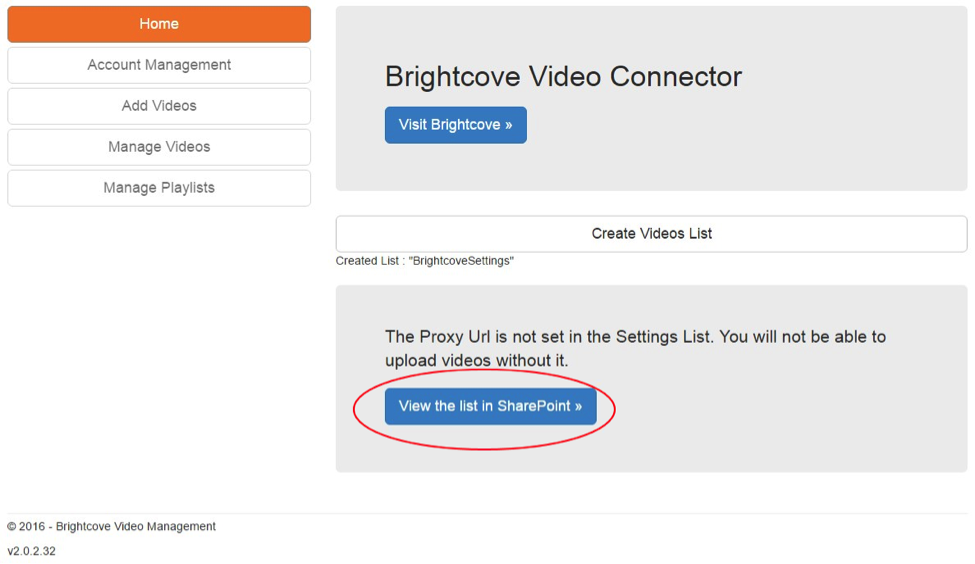 Home
Account Management
Add Videos
Manage Videos
Manage Playlists
Brightcove Video Connector
Visit Brightcove »
Create Videos List
Created List : "BrightcoveSettings"
The Proxy Url is not set in the Settings List. You will not be able to
upload videos without it.
View the list in SharePoint »
© 2016 - Brightcove Video Management
v2.0.2.32